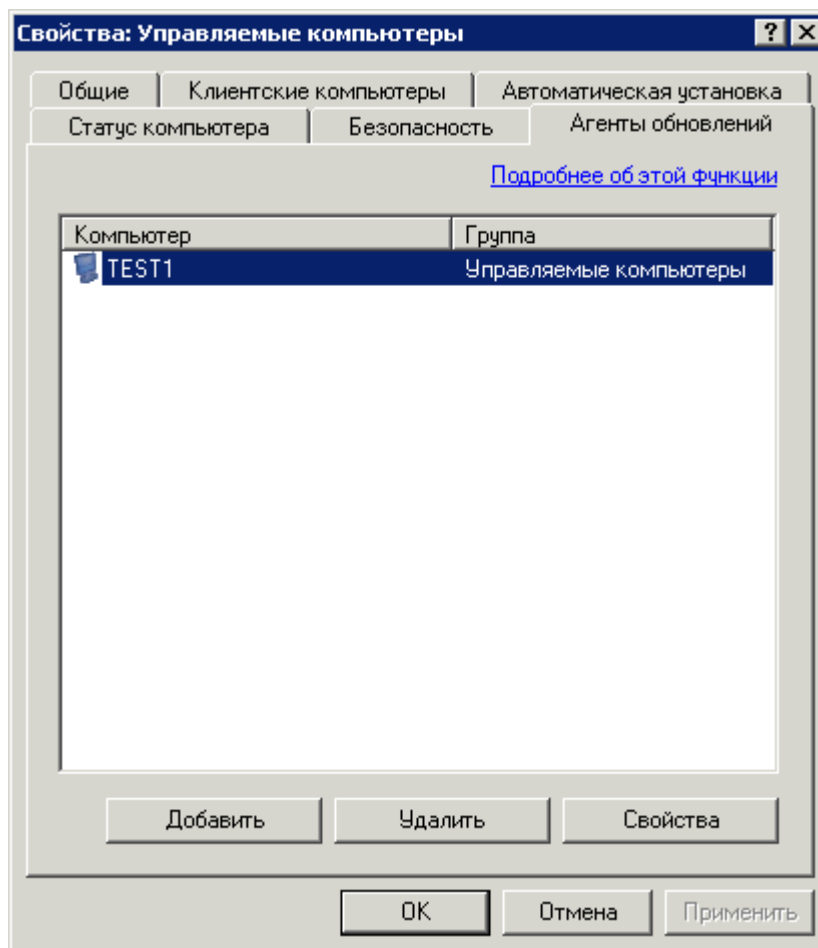 Свойства: Управляемые компьютеры
Общие Клиентские компьютеры Автоматическая установка
Статус компьютера Безопасность Агенты обновлений
Подробнее об этой функции
Компьютер Группа
TEST1 Управляемые компьютеры
Добавить Удалить Свойства
OK Отмена Применить